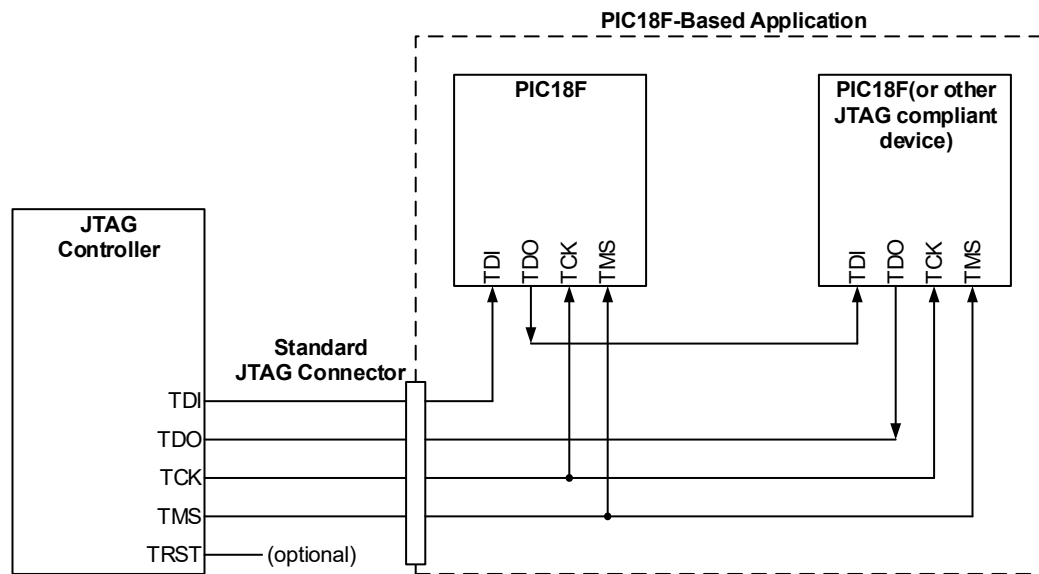 PIC18F-Based Application
PIC18F
PIC18F(or other
JTAG compliant
device)
TDI
TDO
TCK
TMS
TDI
TDO
TCK
TMS
JTAG
Controller
Standard
JTAG Connector
TDI
TDO
TCK
TMS
TRST
(optional)